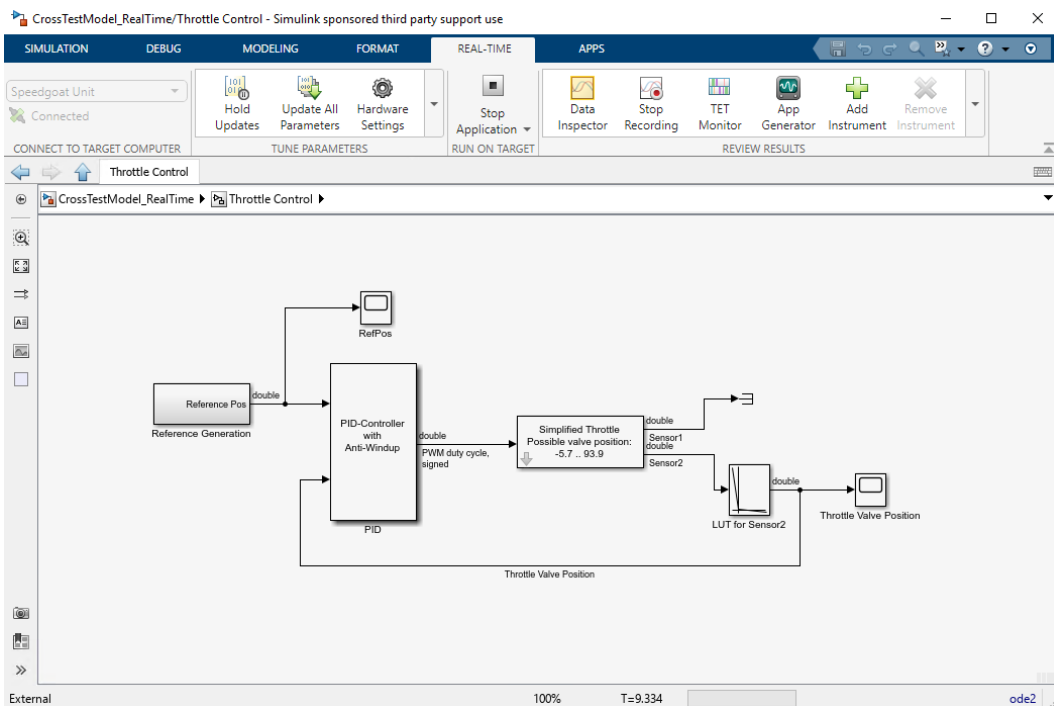 CrossTestModel_RealTime/Throttle Control - Simulink sponsored third party support use
SIMULATION
DEBUG
MODELING
FORMAT
REAL-TIME
APPS
Speedgoat Unit
Connected
Hold
Updates
Update All
Parameters
Hardware
Settings
Stop
Application
Data
Inspector
Stop
Recording
TET
Monitor
App
Generator
Add
Instrument
Remove
Instrument
CONNECT TO TARGET COMPUTER
TUNE PARAMETERS
RUN ON TARGET
REVIEW RESULTS
Throttle Control
CrossTestModel_RealTime
Throttle Control
RefPos
Reference Pos
double
Reference Generation
PID-Controller
with
Anti-Windup
PID
double
PWM duty cycle,
signed
Simplified Throttle
Possible valve position:
-5.7 .. 93.9
double
Sensor1
double
Sensor2
double
LUT for Sensor2
Throttle Valve Position
Throttle Valve Position
External
100%
T=9.334
ode2